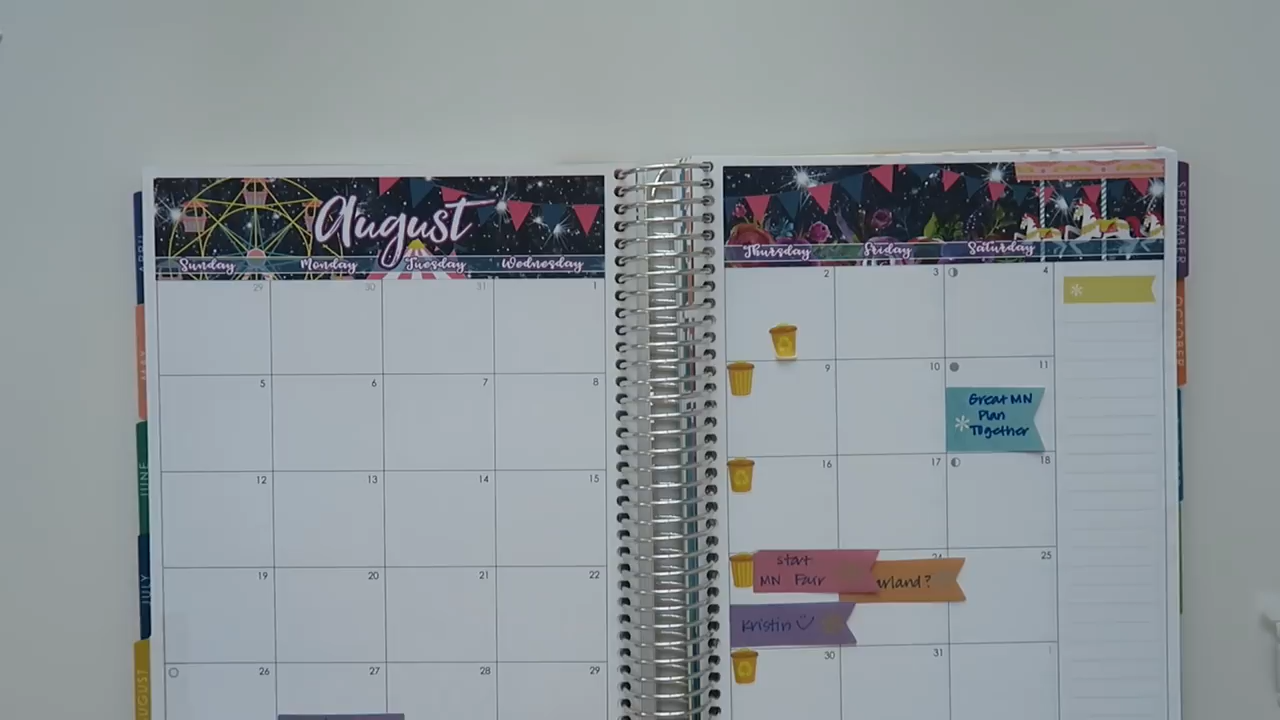 August
Sunday Monday Tuesday Wednesday Thursday Friday Saturday
29 30 31 1 2 3 4
5 6 7 8 9 10 11
Great MN
Plan
Together
12 13 14 15 16 17 18
19 20 21 22 24 25
Start
MN Fair
Kristin
26 27 28 29 30 31 1
MAY
JUNE
JULY
AUGUST
SEPTEMBER
OCTOBER